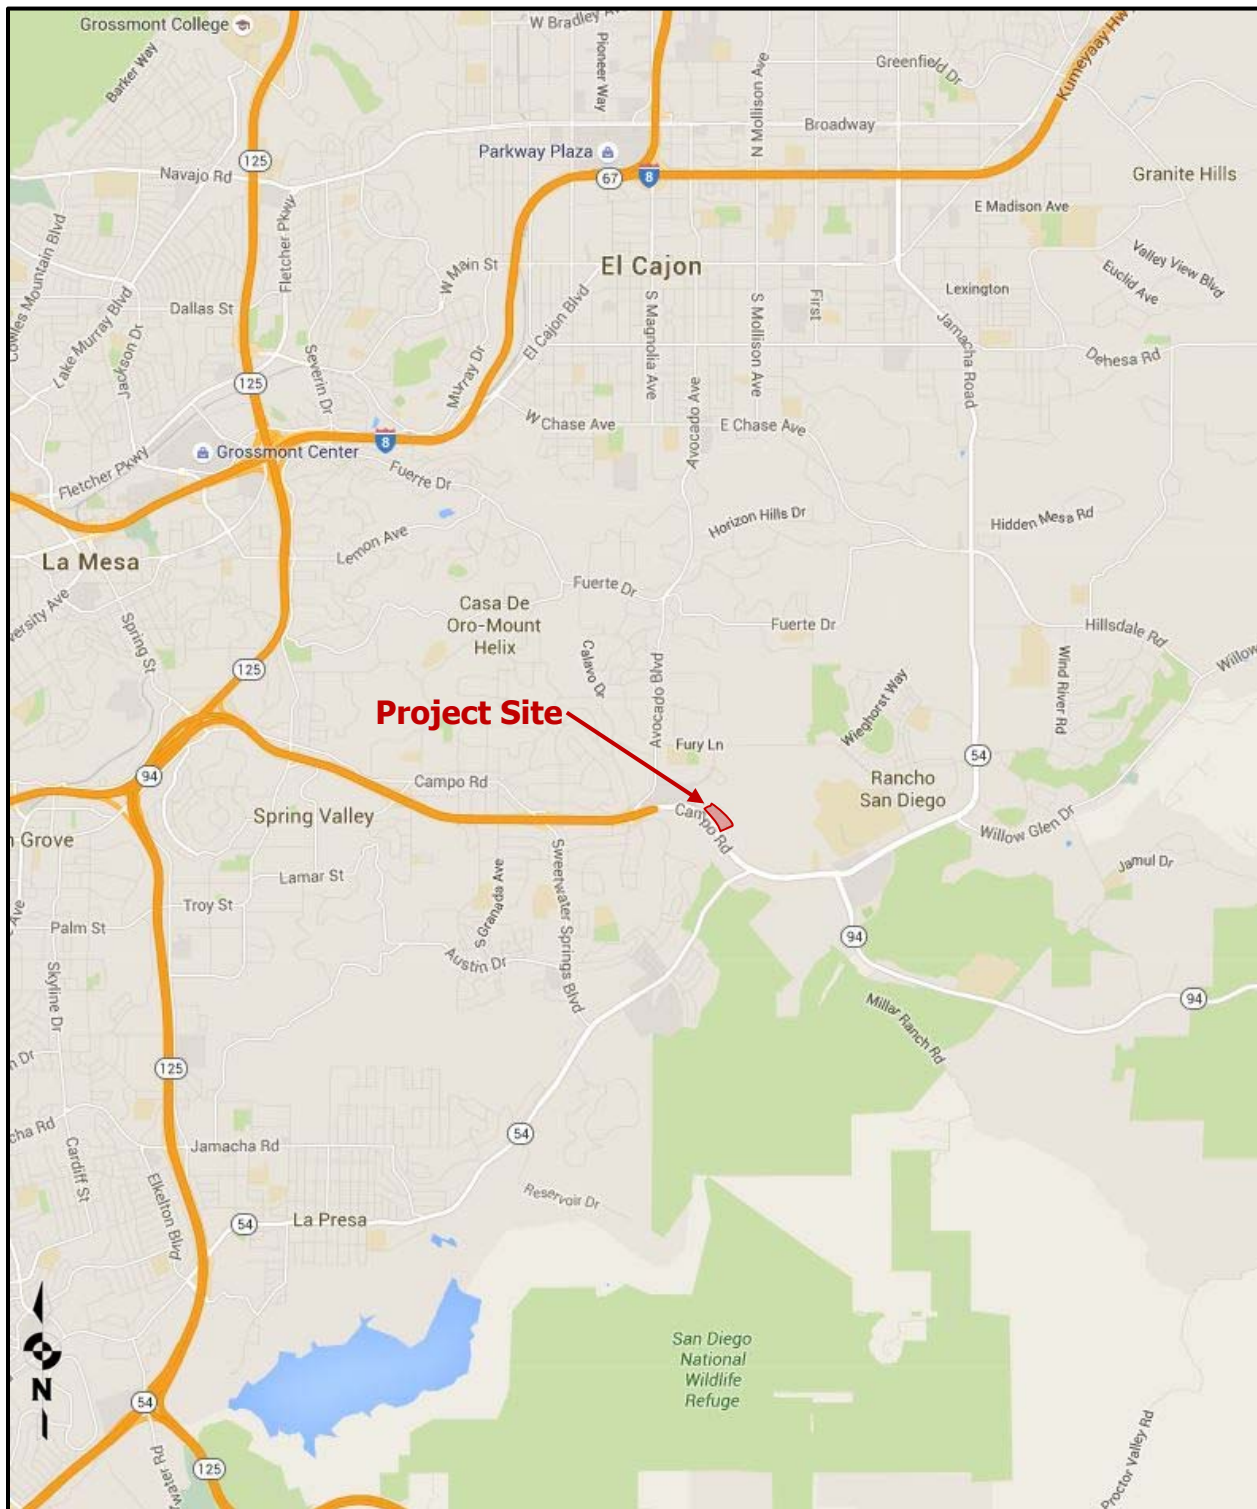 Grossmont College
W Bradley Av
Kumeyaay Hwy
Barker Way
Pioneer Way
N Mollison Ave
Greenfield Dr
Broadway
Parkway Plaza
125
67
8
Navajo Rd
Granite Hills
Fletcher Pkwy
E Madison Ave
Cowles Mountain Blvd
Lake Murray Blvd
W Main St
El Cajon
Valley View Blvd
Euclid Ave
Lexington
Dallas St
Jackson Dr
Severin Dr
Murray Dr
El Cajon Blvd
S Magnolia Ave
S Mollison Ave
First
Jamacha Road
Dehesa Rd
125
Avocado Ave
W Chase Ave
E Chase Ave
8
Grossmont Center
Fletcher Pkwy
Fuerte Dr
Horizon Hills Dr
Hidden Mesa Rd
Lemon Ave
La Mesa
Fuerte Dr
Casa De
Oro-Mount
Helix
Fuerte Dr
Hillsdale Rd
versity Ave
Spring St
Calavo Dr
Willow
Wind River Rd
125
Avocado Blvd
Wieghorst Way
Project Site
Fury Ln
54
94
Campo Rd
Rancho
San Diego
Spring Valley
Campo Rd
Willow Glen Dr
n Grove
Jamul Dr
Lamar St
S Granada Ave
Sweetwater Springs Blvd
Ave
Troy St
Palm St
94
Austin Dr
Skyline Dr
94
Millar Ranch Rd
n Dr
125
cha Rd
Jamacha Rd
54
Cardiff St
Elkelton Blvd
Reservoir Dr
54
La Presa
San Diego
National
Wildlife
Refuge
N
54
Proctor Valley Rd
125
twater Rd